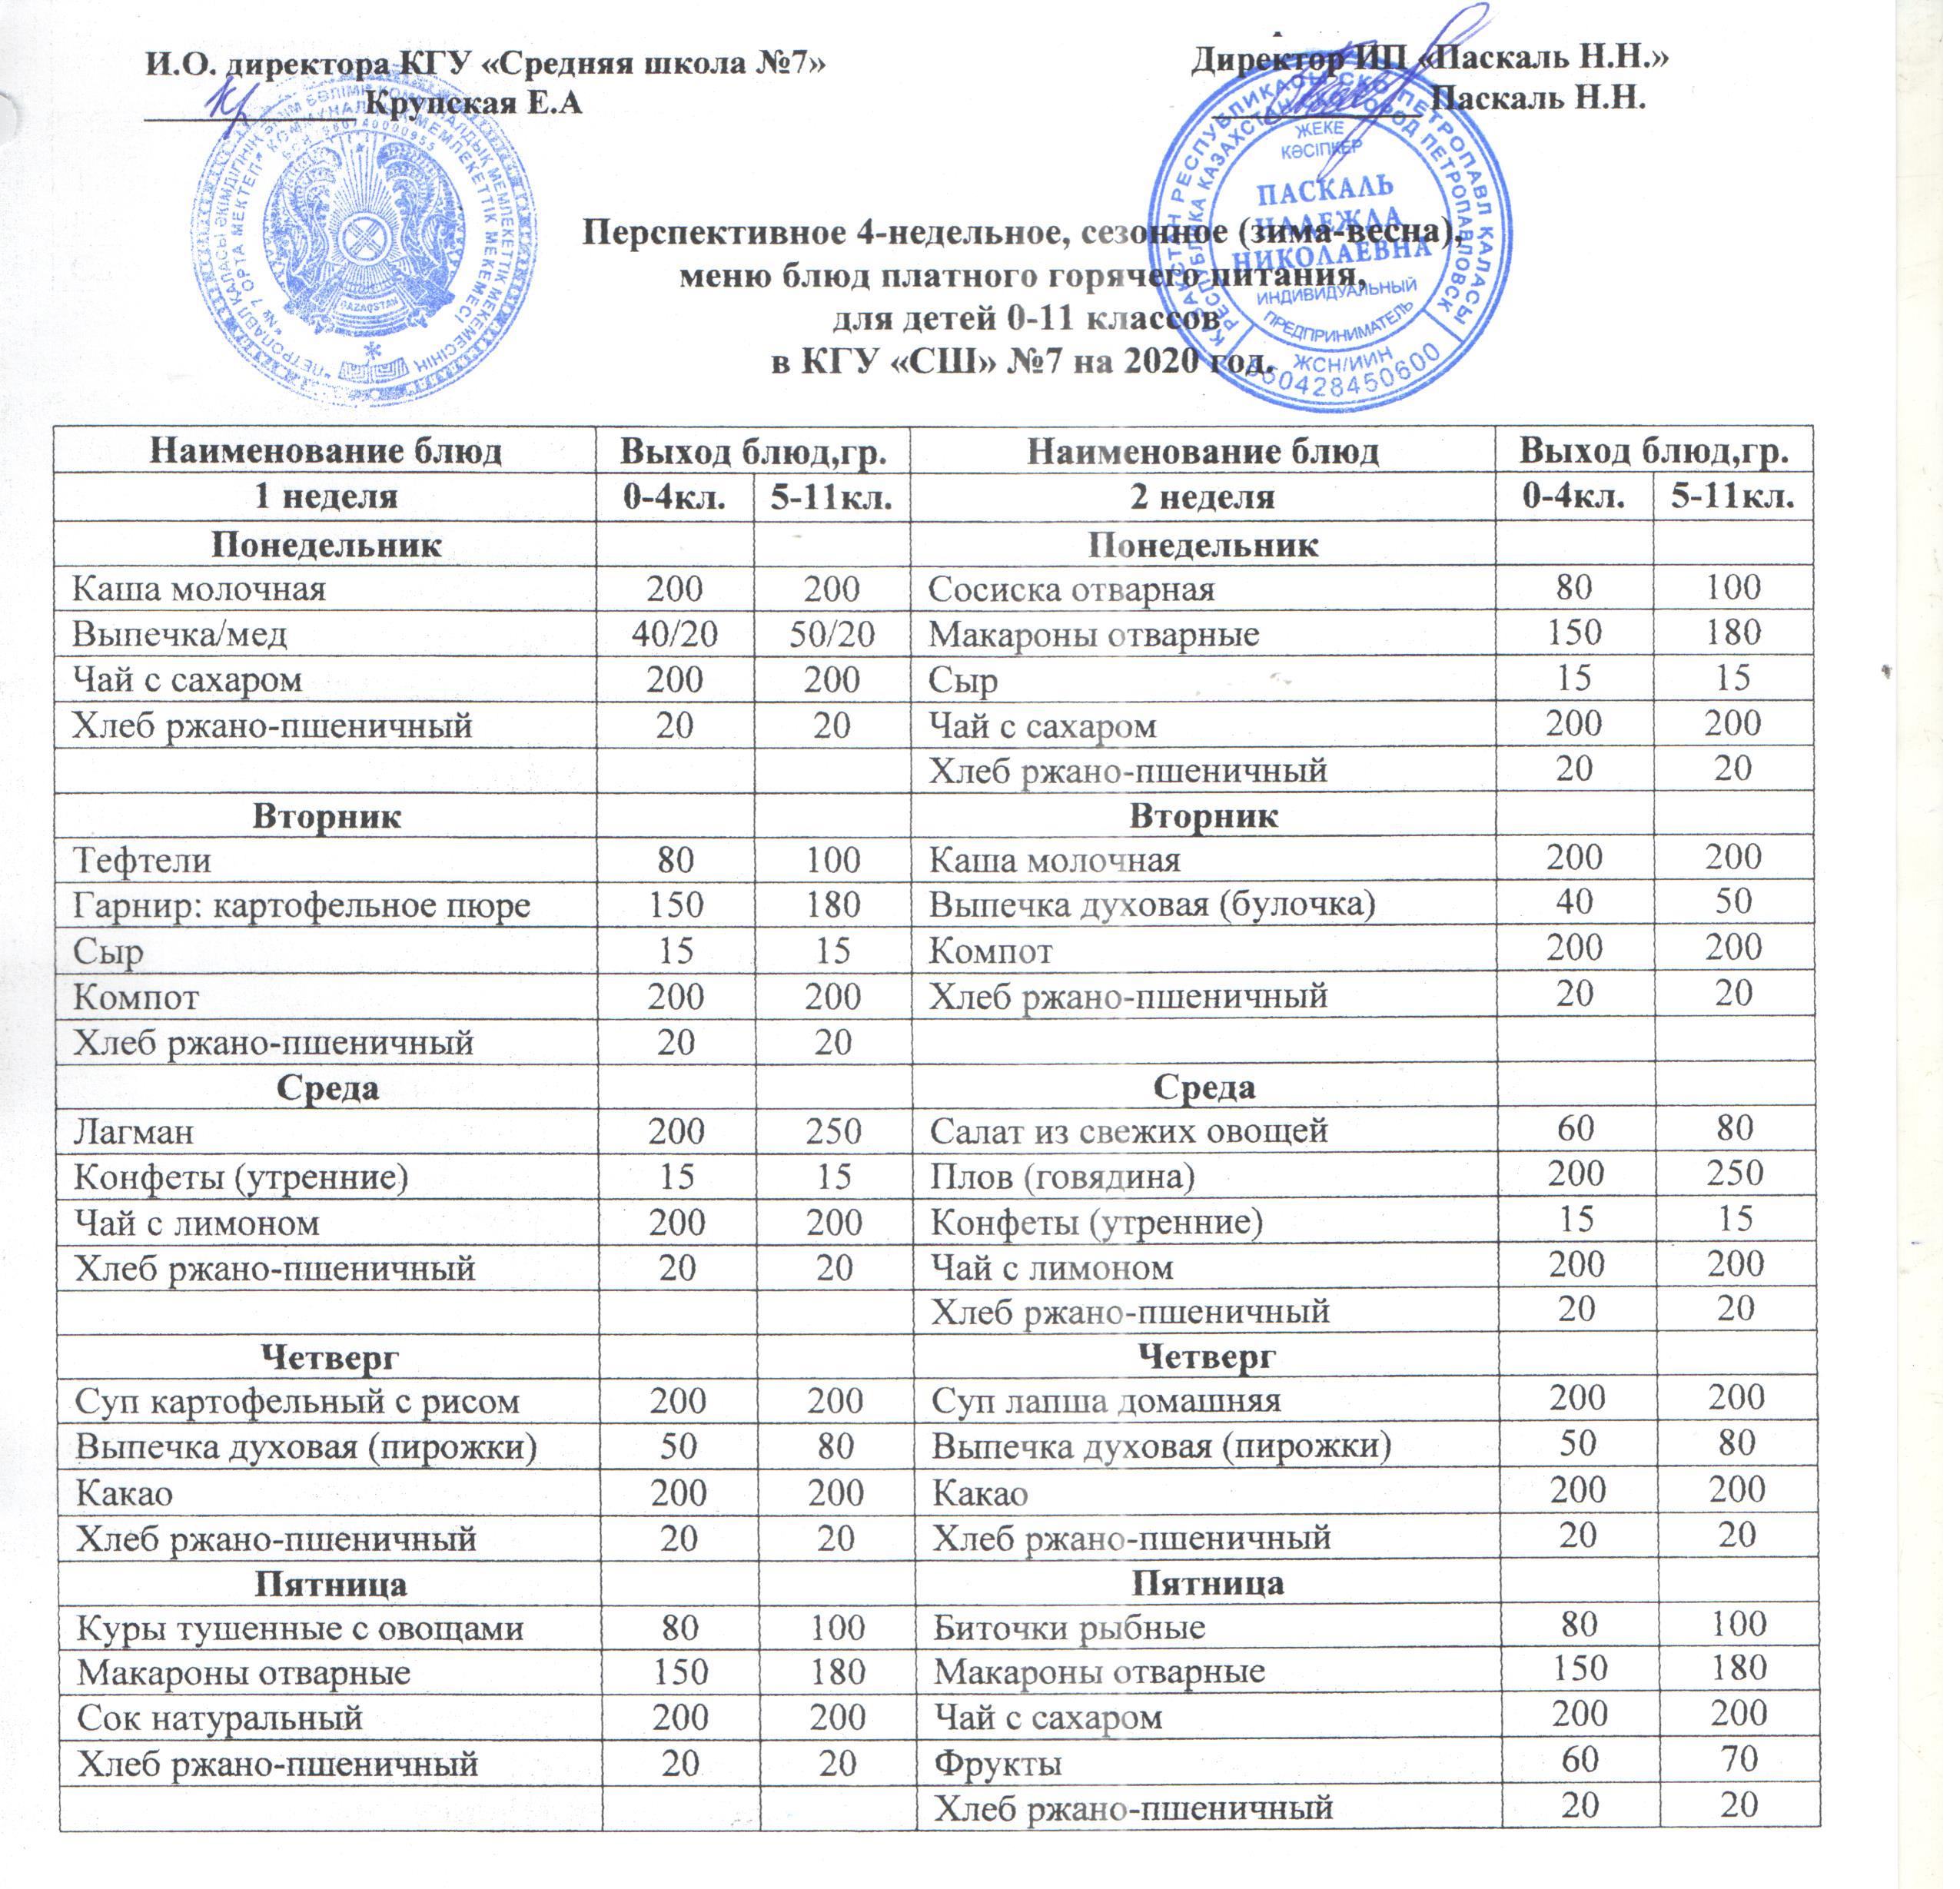 И.О. директора КГУ «Средняя школа №7»
Крупская Е.А
Директор ИП «Паскаль Н.Н.»
Паскаль Н.Н.
ЖЕКЕ
КӘСІПКЕР
ПАСКАЛЬ
НАДЕЖДА
НИКОЛАЕВНА
ИНДИВИДУАЛЬНЫЙ
ПРЕДПРИНИМАТЕЛЬ
ЖСН/ИИН
QAZAQSTAN
Перспективное 4-недельное, сезонное (зима-весна),
меню блюд платного горячего питания,
для детей 0-11 классов
в КГУ «СШ» №7 на 2020 год.
Наименование блюд Выход блюд,гр. Наименование блюд Выход блюд,гр.
1 неделя 0-4кл. 5-11кл. 2 неделя 0-4кл. 5-11кл.
Понедельник Понедельник
Каша молочная 200 200 Сосиска отварная 80 100
Выпечка/мед 40/20 50/20 Макароны отварные 150 180
Чай с сахаром 200 200 Сыр 15 15
Хлеб ржано-пшеничный 20 20 Чай с сахаром 200 200
Хлеб ржано-пшеничный 20 20
Вторник Вторник
Тефтели 80 100 Каша молочная 200 200
Гарнир: картофельное пюре 150 180 Выпечка духовая (булочка) 40 50
Сыр 15 15 Компот 200 200
Компот 200 200 Хлеб ржано-пшеничный 20 20
Хлеб ржано-пшеничный 20 20
Среда Среда
Лагман 200 250 Салат из свежих овощей 60 80
Конфеты (утренние) 15 15 Плов (говядина) 200 250
Чай с лимоном 200 200 Конфеты (утренние) 15 15
Хлеб ржано-пшеничный 20 20 Чай с лимоном 200 200
Хлеб ржано-пшеничный 20 20
Четверг Четверг
Суп картофельный с рисом 200 200 Суп лапша домашняя 200 200
Выпечка духовая (пирожки) 50 80 Выпечка духовая (пирожки) 50 80
Какао 200 200 Какао 200 200
Хлеб ржано-пшеничный 20 20 Хлеб ржано-пшеничный 20 20
Пятница Пятница
Куры тушенные с овощами 80 100 Биточки рыбные 80 100
Макароны отварные 150 180 Макароны отварные 150 180
Сок натуральный 200 200 Чай с сахаром 200 200
Хлеб ржано-пшеничный 20 20 Фрукты 60 70
Хлеб ржано-пшеничный 20 20